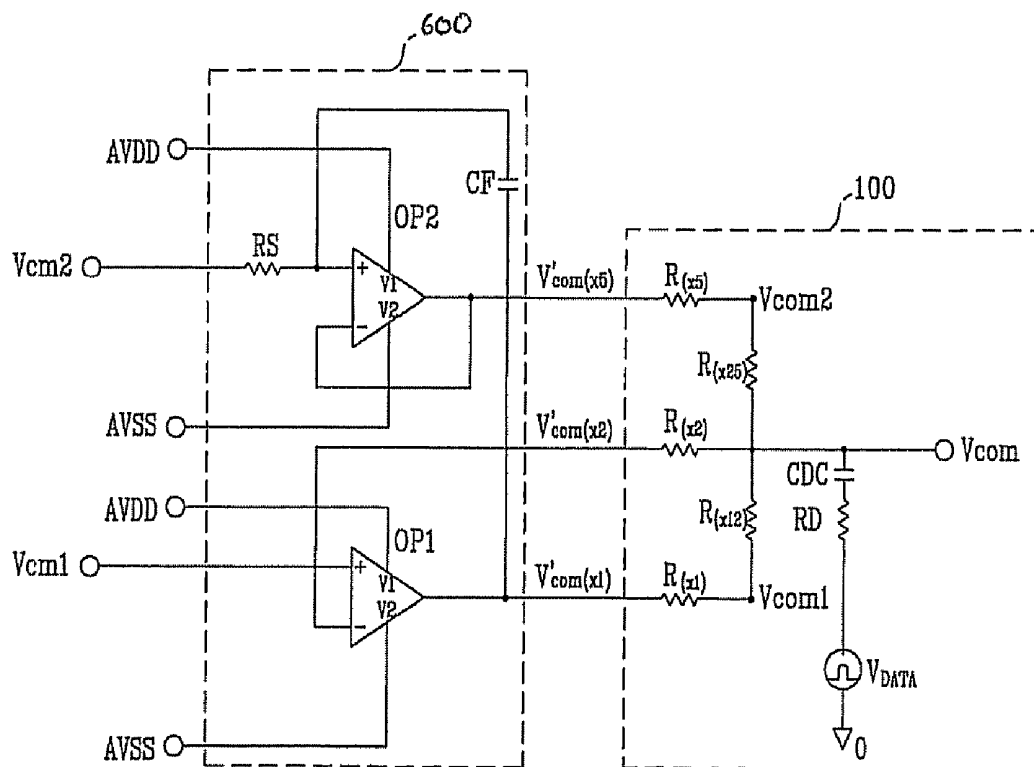 600
AVDD
CF
100
OP2
RS
Vcm2
+
V1
V2
−
V'com(x5)
R(x5)
Vcom2
R(x25)
AVSS
V'com(x2)
R(x2)
Vcom
CDC
AVDD
R(x12)
RD
OP1
Vcm1
+
V1
V2
−
V'com(x1)
R(x1)
Vcom1
VDATA
AVSS
0